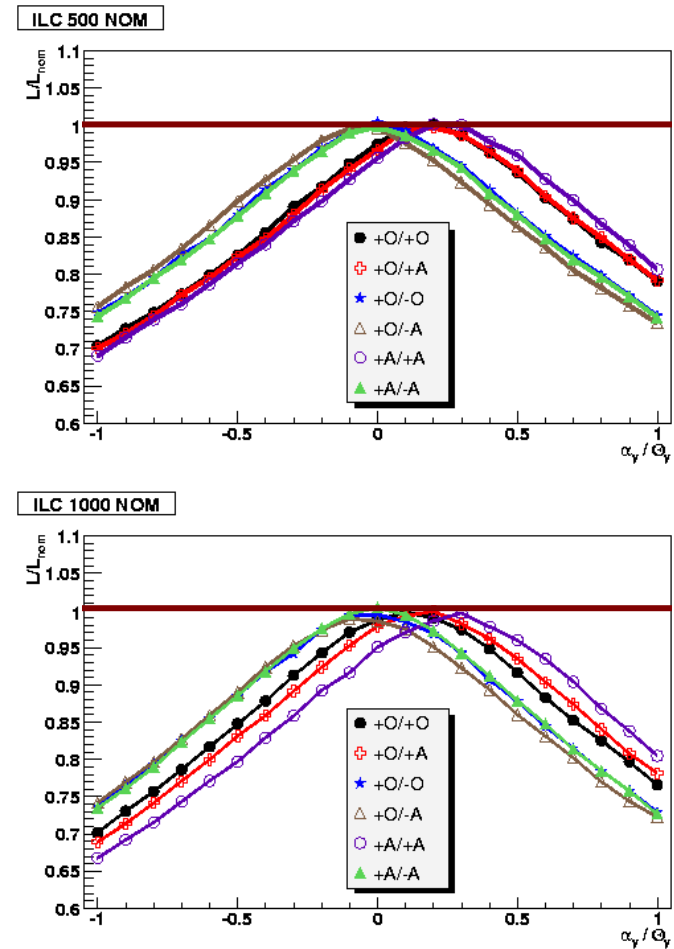 ILC 500 NOM
L/L_nom
1.1
1.05
1
0.95
0.9
0.85
0.8
0.75
0.7
0.65
0.6
+O/+O
+O/+A
+O/-O
+O/-A
+A/+A
+A/-A
-1 -0.5 0 0.5 1
α_y / Θ_y
ILC 1000 NOM
L/L_nom
1.1
1.05
1
0.95
0.9
0.85
0.8
0.75
0.7
0.65
0.6
+O/+O
+O/+A
+O/-O
+O/-A
+A/+A
+A/-A
-1 -0.5 0 0.5 1
α_y / Θ_y